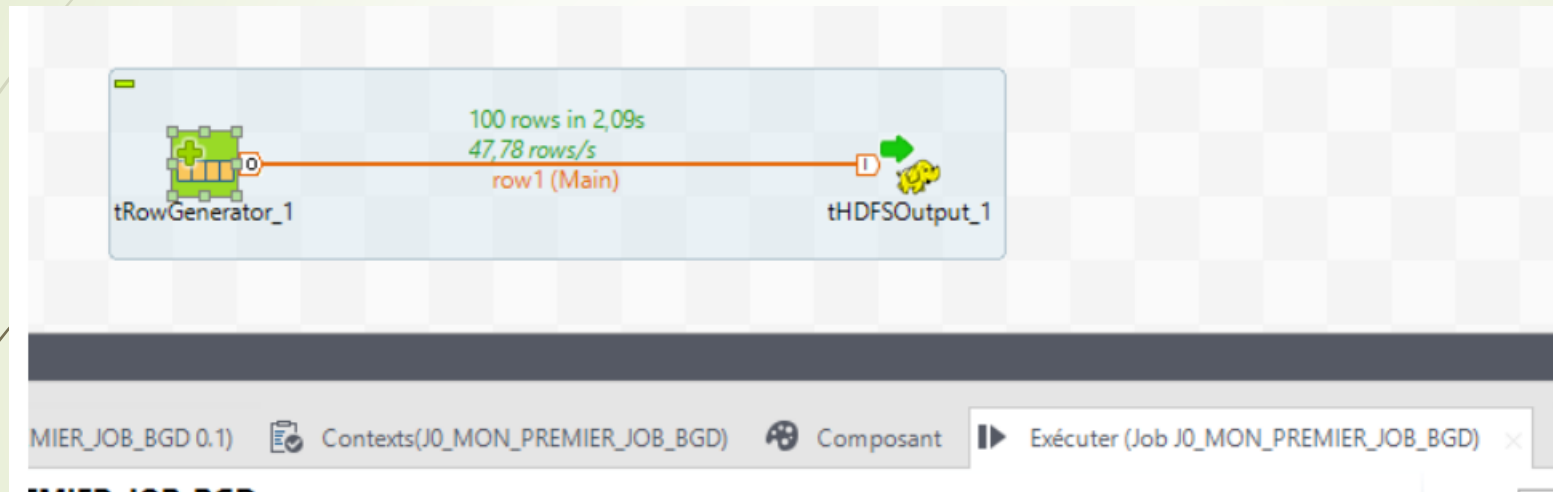 100 rows in 2,09s
47,78 rows/s
row1 (Main)
tRowGenerator_1
tHDFSOutput_1
MIER_JOB_BGD 0.1) Contexts(J0_MON_PREMIER_JOB_BGD) Composant Exécuter (Job J0_MON_PREMIER_JOB_BGD)